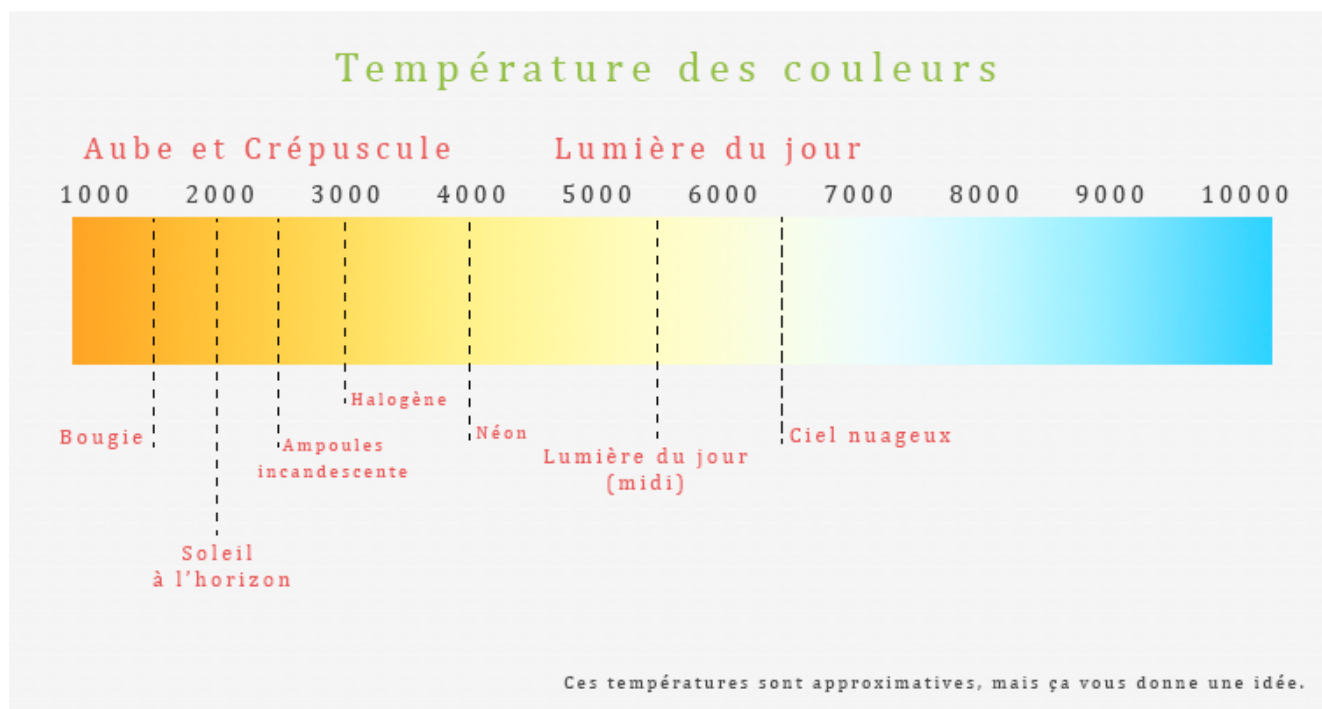 Température des couleurs
Aube et Crépuscule Lumière du jour
1000 2000 3000 4000 5000 6000 7000 8000 9000 10000
Halogène
Bougie
Ampoules
incandescente
Néon
Lumière du jour
(midi)
Ciel nuageux
Soleil
à l'horizon
Ces températures sont approximatives, mais ça vous donne une idée.